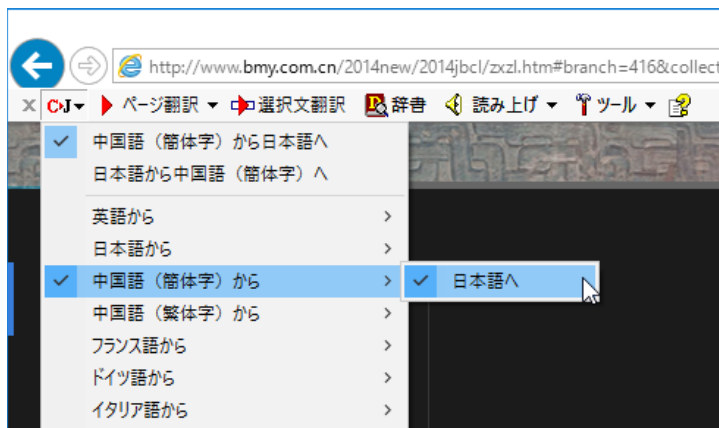 http://www.bmy.com.cn/2014new/2014jbcl/zxzl.htm#branch=416&collect
× C›J▾ ページ翻訳 ▾ 選択文翻訳 辞書 読み上げ ▾ ツール ▾
中国語（簡体字）から日本語へ
日本語から中国語（簡体字）へ
英語から >
日本語から >
中国語（簡体字）から > 日本語へ
中国語（繁体字）から >
フランス語から >
ドイツ語から >
イタリア語から >